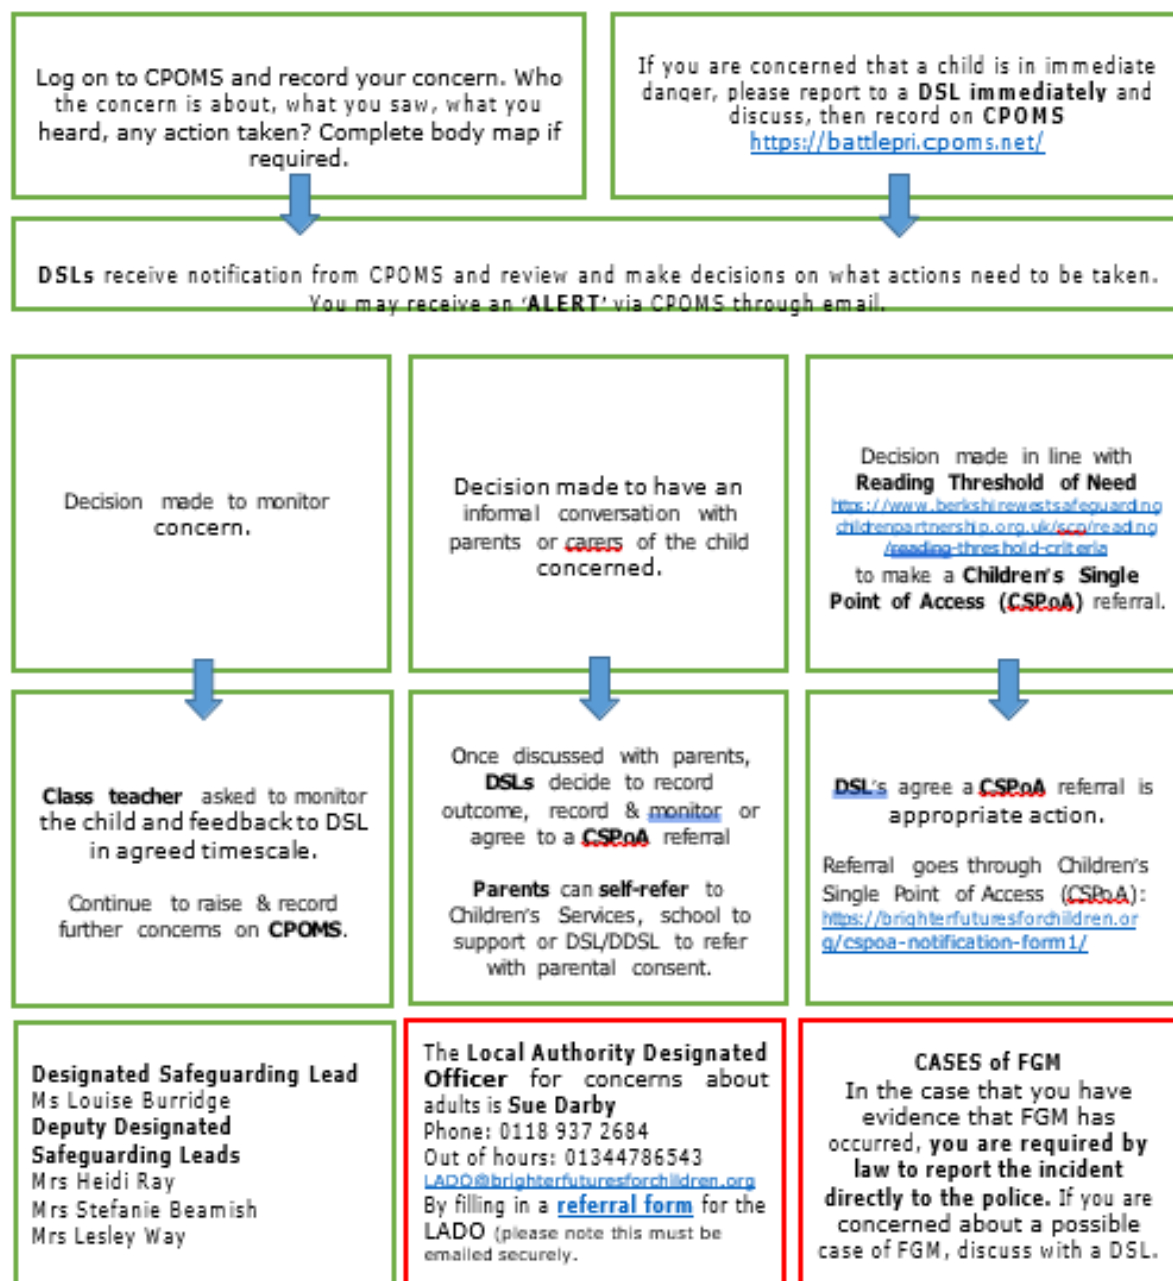 Log on to CPOMS and record your concern. Who
the concern is about, what you saw, what you
heard, any action taken? Complete body map if
required.
If you are concerned that a child is in immediate
danger, please report to a DSL immediately and
discuss, then record on CPOMS
https://battlepri.cpoms.net/
DSLs receive notification from CPOMS and review and make decisions on what actions need to be taken.
You may receive an ‘ALERT’ via CPOMS through email.
Decision made to monitor
concern.
Decision made to have an
informal conversation with
parents or carers of the child
concerned.
Decision made in line with
Reading Threshold of Need
https://www.berkshirewestsafeguarding
childrenpartnership.org.uk/scp/reading
/reading-threshold-criteria
to make a Children's Single
Point of Access (CSPoA) referral.
Class teacher asked to monitor
the child and feedback to DSL
in agreed timescale.
Continue to raise & record
further concerns on CPOMS.
Once discussed with parents,
DSLs decide to record
outcome, record & monitor or
agree to a CSPoA referral
Parents can self-refer to
Children's Services, school to
support or DSL/DDSL to refer
with parental consent.
DSL's agree a CSPoA referral is
appropriate action.
Referral goes through Children's
Single Point of Access (CSPoA):
https://brighterfuturesforchildren.or
g/cspoa-notification-form1/
Designated Safeguarding Lead
Ms Louise Burridge
Deputy Designated
Safeguarding Leads
Mrs Heidi Ray
Mrs Stefanie Beamish
Mrs Lesley Way
The Local Authority Designated
Officer for concerns about
adults is Sue Darby
Phone: 0118 937 2684
Out of hours: 01344786543
LADO@brighterfuturesforchildren.org
By filling in a referral form for the
LADO (please note this must be
emailed securely.
CASES of FGM
In the case that you have
evidence that FGM has
occurred, you are required by
law to report the incident
directly to the police. If you are
concerned about a possible
case of FGM, discuss with a DSL.